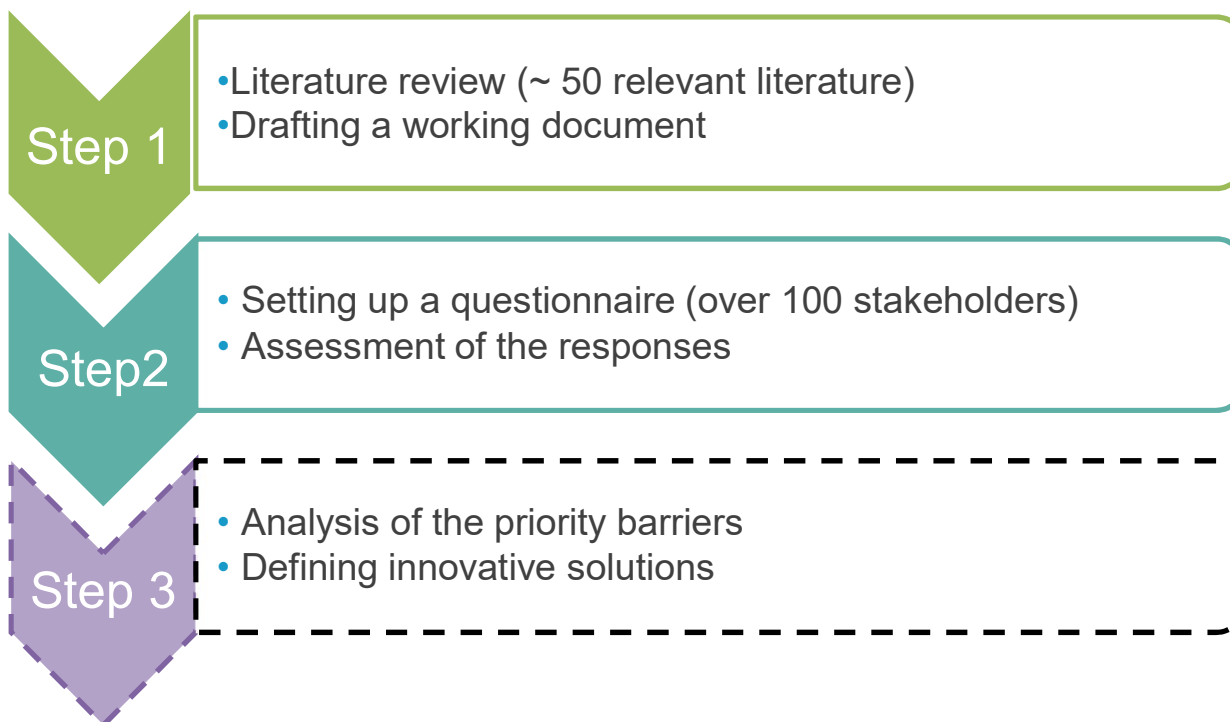 Step 1
•Literature review (~ 50 relevant literature)
•Drafting a working document
Step2
• Setting up a questionnaire (over 100 stakeholders)
• Assessment of the responses
Step 3
• Analysis of the priority barriers
• Defining innovative solutions